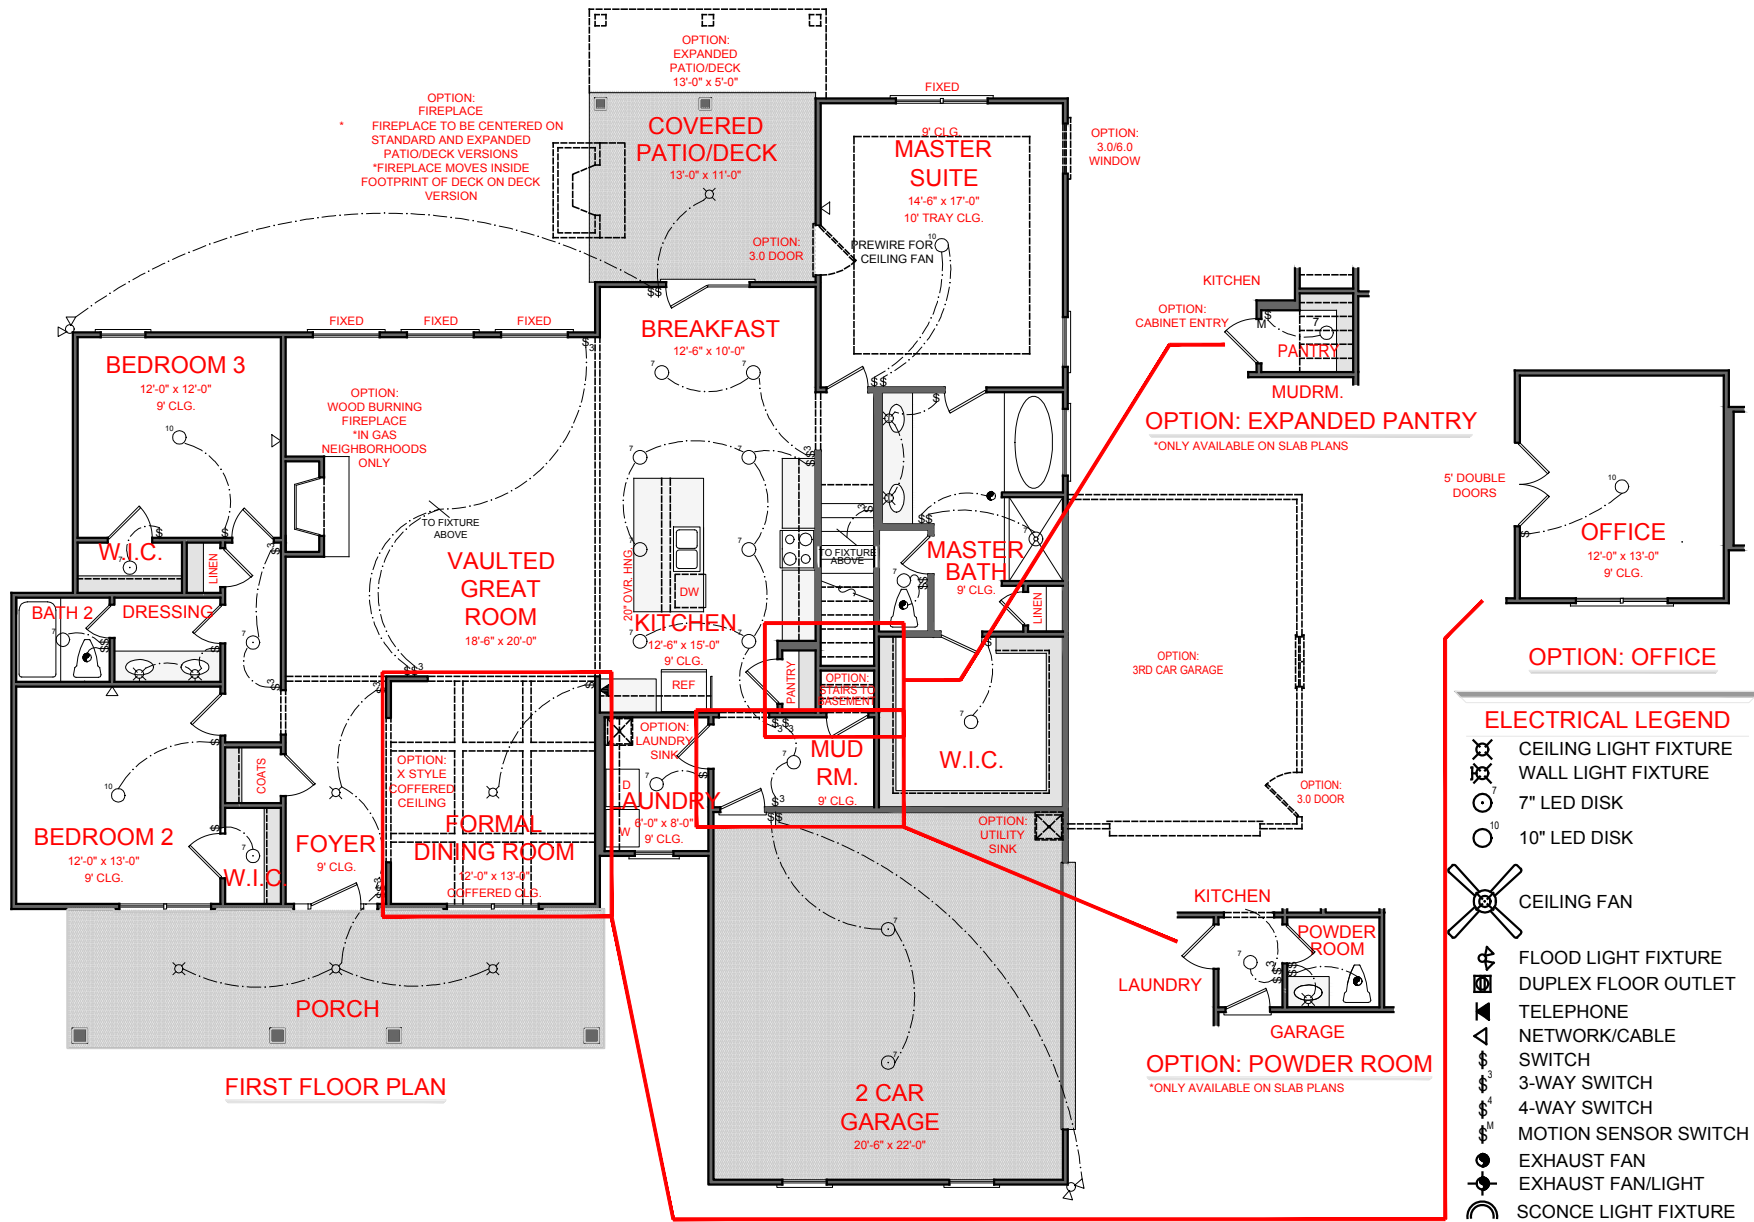 OPTION:
EXPANDED
PATIO/DECK
13'-0" x 5'-0"
OPTION:
FIREPLACE
* FIREPLACE TO BE CENTERED ON
STANDARD AND EXPANDED
PATIO/DECK VERSIONS
*FIREPLACE MOVES INSIDE
FOOTPRINT OF DECK ON DECK
VERSION
COVERED
PATIO/DECK
13'-0" x 11'-0"
OPTION:
3.0 DOOR
FIXED
9' CLG.
MASTER
SUITE
14'-6" x 17'-0"
10' TRAY CLG.
10
PREWIRE FOR
CEILING FAN
OPTION:
3.0/6.0
WINDOW
FIXED
FIXED
FIXED
BREAKFAST
12'-6" x 10'-0"
BEDROOM 3
12'-0" x 12'-0"
9' CLG.
10
OPTION:
WOOD BURNING
FIREPLACE
*IN GAS
NEIGHBORHOODS
ONLY
TO FIXTURE
ABOVE
VAULTED
GREAT
ROOM
18'-6" x 20'-0"
20" OVR. HNG.
DW
KITCHEN
12'-6" x 15'-0"
9' CLG.
REF
PANTRY
TO FIXTURE
ABOVE
OPTION:
STAIRS TO
BASEMENT
MASTER
BATH
9' CLG.
LINEN
W.I.C.
W.I.C.
LINEN
BATH 2
DRESSING
BEDROOM 2
12'-0" x 13'-0"
9' CLG.
10
COATS
W.I.C.
FOYER
9' CLG.
OPTION:
X STYLE
COFFERED
CEILING
FORMAL
DINING ROOM
12'-0" x 13'-0"
COFFERED CLG.
OPTION:
LAUNDRY
SINK
D
W
LAUNDRY
6'-0" x 8'-0"
9' CLG.
MUD
RM.
9' CLG.
OPTION:
UTILITY
SINK
OPTION:
3RD CAR GARAGE
OPTION:
3.0 DOOR
2 CAR
GARAGE
20'-6" x 22'-0"
PORCH
FIRST FLOOR PLAN
KITCHEN
OPTION:
CABINET ENTRY
M
7
PANTRY
MUDRM.
OPTION: EXPANDED PANTRY
*ONLY AVAILABLE ON SLAB PLANS
5' DOUBLE
DOORS
10
OFFICE
12'-0" x 13'-0"
9' CLG.
OPTION: OFFICE
KITCHEN
POWDER
ROOM
LAUNDRY
GARAGE
OPTION: POWDER ROOM
*ONLY AVAILABLE ON SLAB PLANS
ELECTRICAL LEGEND
CEILING LIGHT FIXTURE
WALL LIGHT FIXTURE
7 7" LED DISK
10 10" LED DISK
CEILING FAN
FLOOD LIGHT FIXTURE
DUPLEX FLOOR OUTLET
TELEPHONE
NETWORK/CABLE
$ SWITCH
$3 3-WAY SWITCH
$4 4-WAY SWITCH
$M MOTION SENSOR SWITCH
EXHAUST FAN
EXHAUST FAN/LIGHT
SCONCE LIGHT FIXTURE